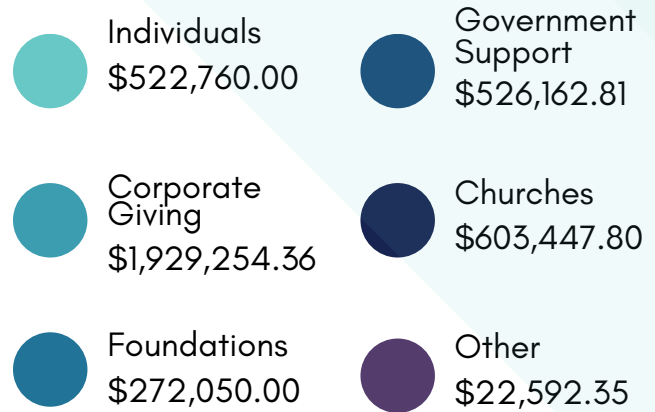 Individuals
$522,760.00
Corporate
Giving
$1,929,254.36
Foundations
$272,050.00
Government
Support
$526,162.81
Churches
$603,447.80
Other
$22,592.35